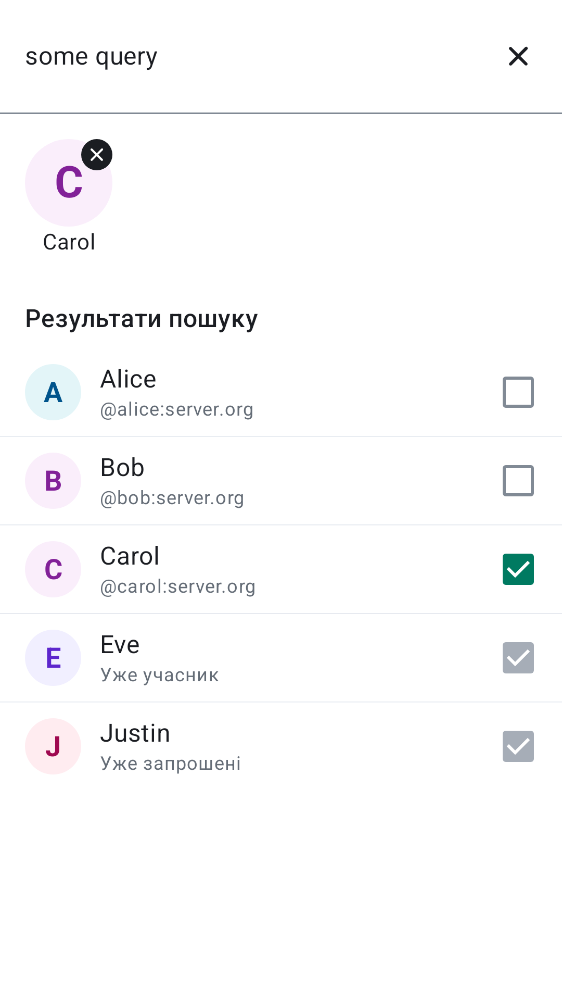 some query
C
Carol
Результати пошуку
A
Alice
@alice:server.org
B
Bob
@bob:server.org
C
Carol
@carol:server.org
E
Eve
Уже учасник
J
Justin
Уже запрошені